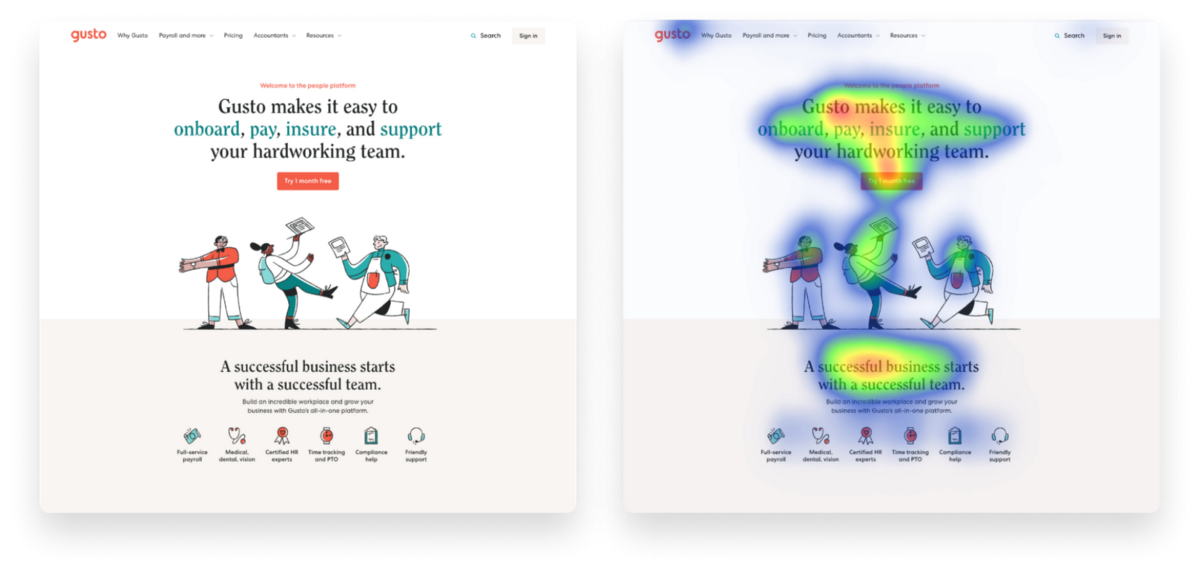 gusto Why Gusto Payroll and more Pricing Accountants Resources Search Sign in
Welcome to the people platform
Gusto makes it easy to
onboard, pay, insure, and support
your hardworking team.
Try 1 month free
A successful business starts
with a successful team.
Build an incredible workplace and grow your
business with Gusto's all-in-one platform.
Full-service payroll
Medical, dental, vision
Certified HR experts
Time tracking and PTO
Compliance help
Friendly support
gusto Why Gusto Payroll and more Pricing Accountants Resources Search Sign in
Welcome to the people platform
Gusto makes it easy to
onboard, pay, insure, and support
your hardworking team.
Try 1 month free
A successful business starts
with a successful team.
Build an incredible workplace and grow your
business with Gusto's all-in-one platform.
Full-service payroll
Medical, dental, vision
Certified HR experts
Time tracking and PTO
Compliance help
Friendly support